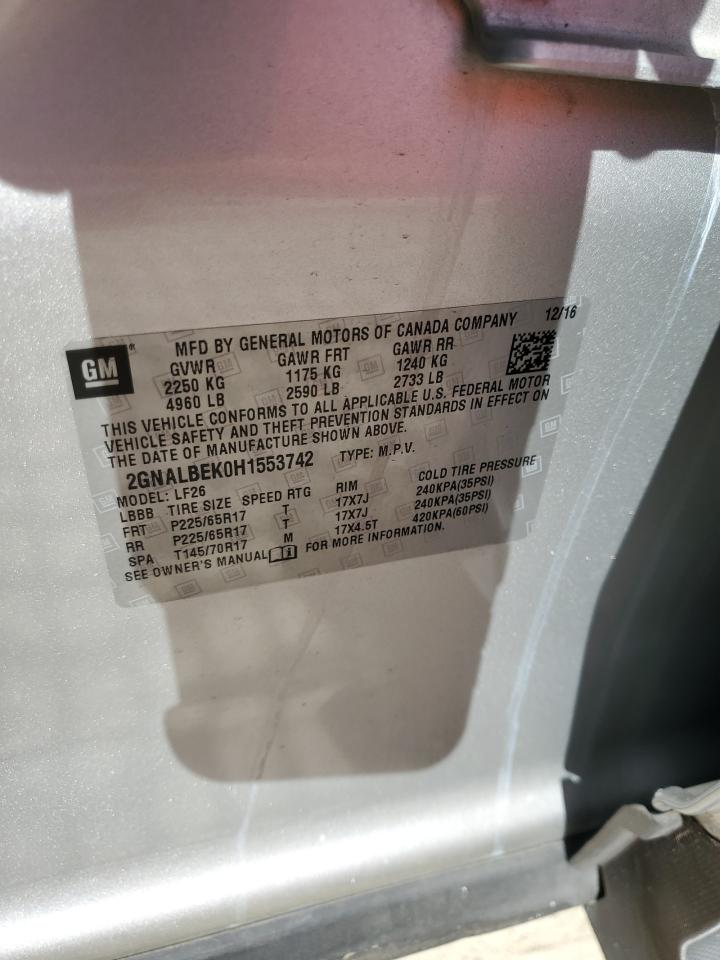 GM
MFD BY GENERAL MOTORS OF CANADA COMPANY 12/16
GVWR GAWR FRT GAWR RR
2250 KG 1175 KG 1240 KG
4960 LB 2590 LB 2733 LB
THIS VEHICLE CONFORMS TO ALL APPLICABLE U.S. FEDERAL MOTOR
VEHICLE SAFETY AND THEFT PREVENTION STANDARDS IN EFFECT ON
THE DATE OF MANUFACTURE SHOWN ABOVE.
2GNALBEK0H1553742 TYPE: M.P.V.
MODEL: LF26
LBBB TIRE SIZE SPEED RTG RIM COLD TIRE PRESSURE
FRT P225/65R17 T 17X7J 240KPA(35PSI)
RR P225/65R17 T 17X7J 240KPA(35PSI)
SPA T145/70R17 M 17X4.5T 420KPA(60PSI)
SEE OWNER'S MANUAL FOR MORE INFORMATION.